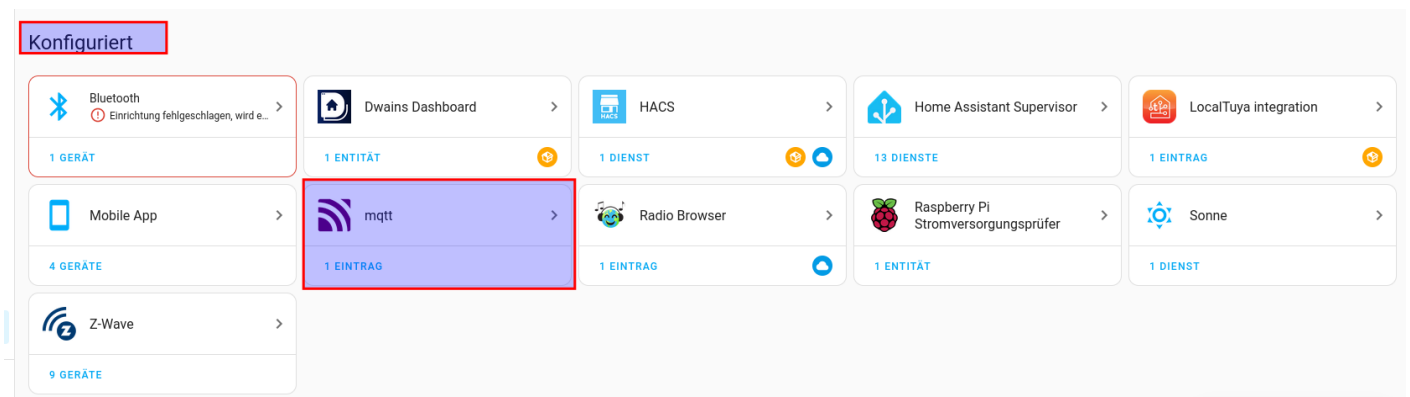 Konfiguriert
Bluetooth
Einrichtung fehlgeschlagen, wird e...
1 GERÄT
Dwains Dashboard
1 ENTITÄT
HACS
HACS
1 DIENST
Home Assistant Supervisor
13 DIENSTE
LocalTuya integration
1 EINTRAG
Mobile App
4 GERÄTE
mqtt
1 EINTRAG
Radio Browser
1 EINTRAG
Raspberry Pi
Stromversorgungsprüfer
1 ENTITÄT
Sonne
1 DIENST
Z-Wave
9 GERÄTE